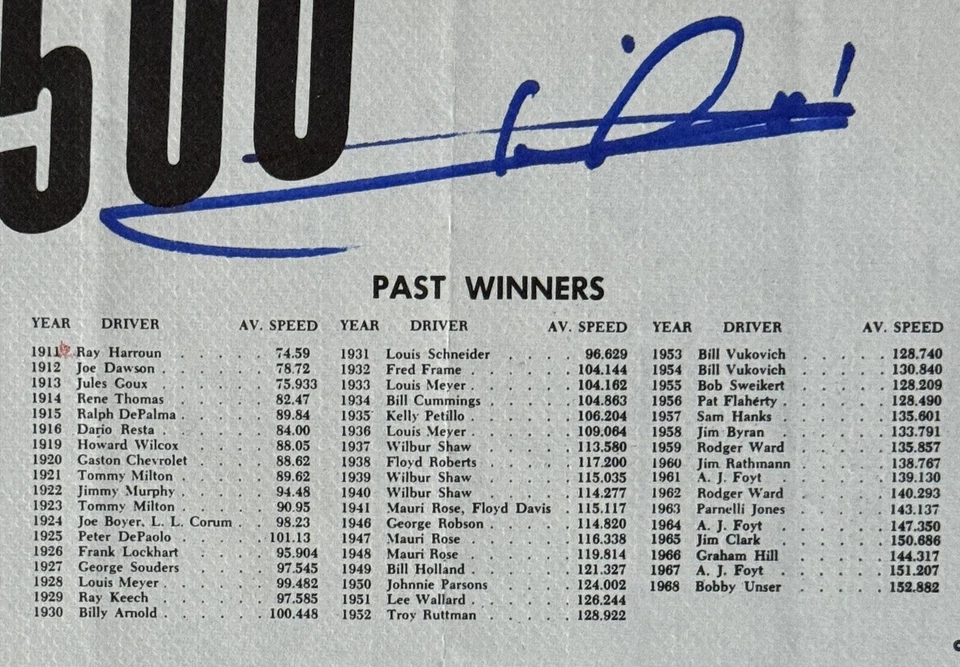 500
PAST WINNERS
YEAR DRIVER AV. SPEED YEAR DRIVER AV. SPEED YEAR DRIVER AV. SPEED
1911 Ray Harroun . . . . . 74.59 1931 Louis Schneider . . . . 96.629 1953 Bill Vukovich . . . . . 128.740
1912 Joe Dawson . . . . . 78.72 1932 Fred Frame . . . . . 104.144 1954 Bill Vukovich . . . . . 130.840
1913 Jules Goux . . . . . 75.933 1933 Louis Meyer . . . . . 104.162 1955 Bob Sweikert . . . . . 128.209
1914 Rene Thomas . . . . . 82.47 1934 Bill Cummings . . . . . 104.863 1956 Pat Flaherty . . . . . 128.490
1915 Ralph DePalma . . . . . 89.84 1935 Kelly Petillo . . . . . 106.204 1957 Sam Hanks . . . . . 135.601
1916 Dario Resta . . . . . 84.00 1936 Louis Meyer . . . . . 109.064 1958 Jim Byran . . . . . 133.791
1919 Howard Wilcox . . . . . 88.05 1937 Wilbur Shaw . . . . . 113.580 1959 Rodger Ward . . . . . 135.857
1920 Gaston Chevrolet . . . . 88.62 1938 Floyd Roberts . . . . . 117.200 1960 Jim Rathmann . . . . . 138.767
1921 Tommy Milton . . . . . 89.62 1939 Wilbur Shaw . . . . . 115.035 1961 A. J. Foyt . . . . . 139.130
1922 Jimmy Murphy . . . . . 94.48 1940 Wilbur Shaw . . . . . 114.277 1962 Rodger Ward . . . . . 140.293
1923 Tommy Milton . . . . . 90.95 1941 Mauri Rose, Floyd Davis . 115.117 1963 Parnelli Jones . . . . . 143.137
1924 Joe Boyer, L. L. Corum . . 98.23 1946 George Robson . . . . . 114.820 1964 A. J. Foyt . . . . . 147.350
1925 Peter DePaolo . . . . . 101.13 1947 Mauri Rose . . . . . 116.338 1965 Jim Clark . . . . . 150.686
1926 Frank Lockhart . . . . . 95.904 1948 Mauri Rose . . . . . 119.814 1966 Graham Hill . . . . . 144.317
1927 George Souders . . . . . 97.545 1949 Bill Holland . . . . . 121.327 1967 A. J. Foyt . . . . . 151.207
1928 Louis Meyer . . . . . 99.482 1950 Johnnie Parsons . . . . 124.002 1968 Bobby Unser . . . . . 152.882
1929 Ray Keech . . . . . 97.585 1951 Lee Wallard . . . . . 126.244
1930 Billy Arnold . . . . . 100.448 1952 Troy Ruttman . . . . . 128.922